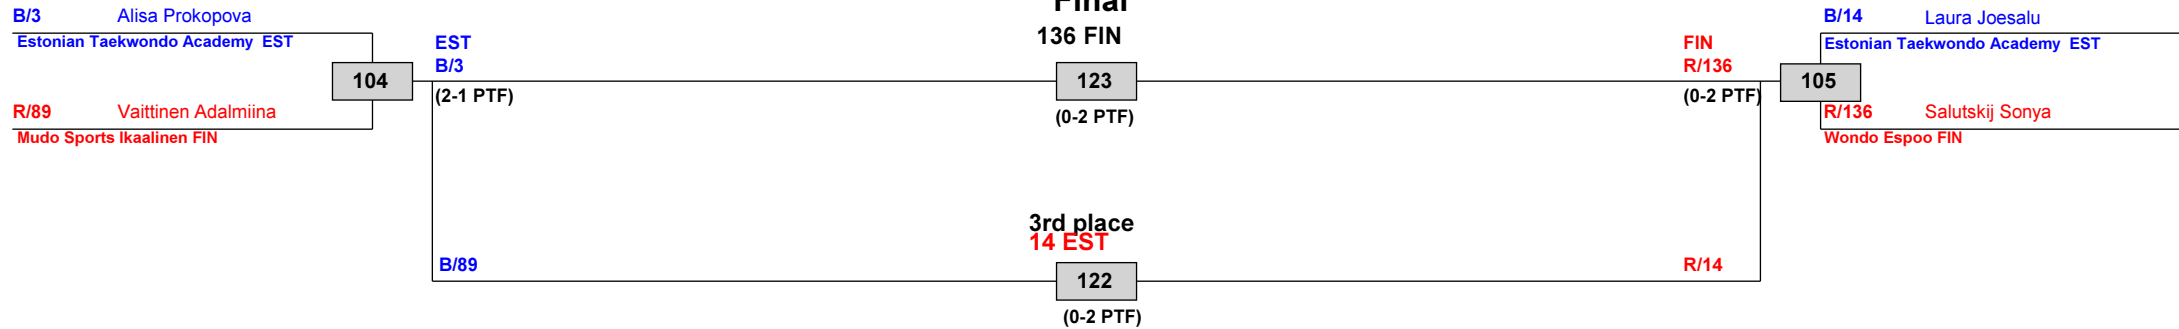 Final
136 FIN
B/3 Alisa Prokopova
Estonian Taekwondo Academy EST
R/89 Vaittinen Adalmiina
Mudo Sports Ikaalinen FIN
104
EST
B/3
(2-1 PTF)
123
(0-2 PTF)
FIN
R/136
(0-2 PTF)
105
B/14 Laura Joesalu
Estonian Taekwondo Academy EST
R/136 Salutskij Sonya
Wondo Espoo FIN
3rd place
14 EST
B/89
122
R/14
(0-2 PTF)